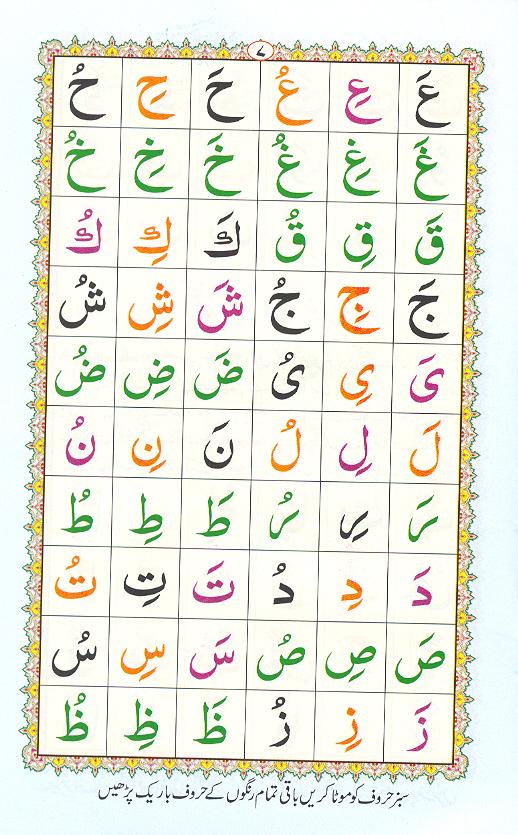 ٧
عَ عِ عُ حَ حِ حُ
غَ غِ غُ خَ خِ خُ
قَ قِ قُ كَ كِ كُ
جَ جِ جُ شَ شِ شُ
یَ یِ یُ ضَ ضِ ضُ
لَ لِ لُ نَ نِ نُ
رَ رِ رُ طَ طِ طُ
دَ دِ دُ تَ تِ تُ
صَ صِ صُ سَ سِ سُ
زَ زِ زُ ظَ ظِ ظُ
سبز حروف کو موٹا کریں باقی تمام رنگوں کے حروف باریک پڑھیں